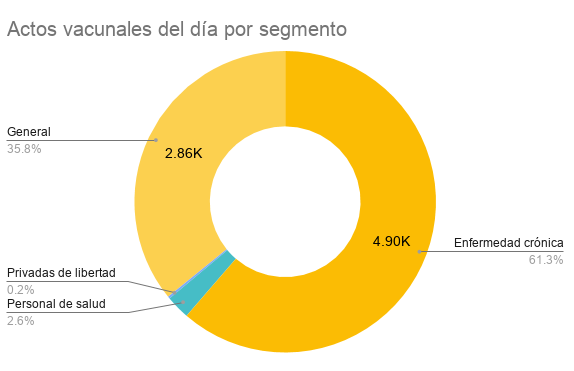 Actos vacunales del día por segmento
General
35.8%
2.86K
4.90K
Enfermedad crónica
61.3%
Privadas de libertad
0.2%
Personal de salud
2.6%